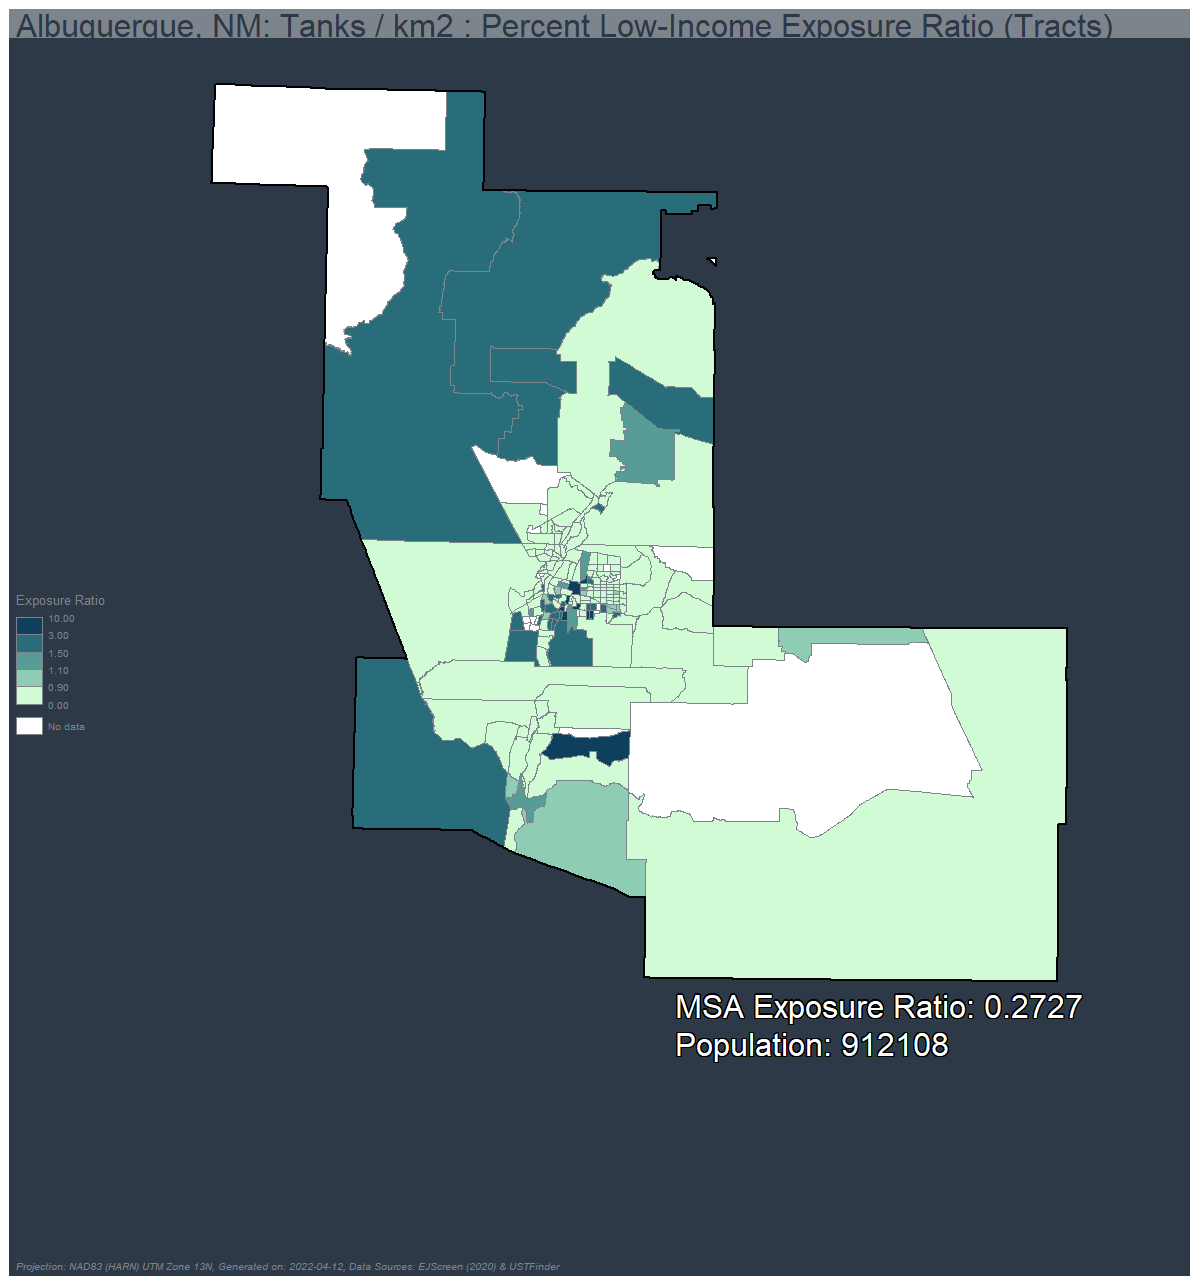 Albuquerque, NM: Tanks / km2 : Percent Low-Income Exposure Ratio (Tracts)
Exposure Ratio
10.00
3.00
1.50
1.10
0.90
0.00
No data
MSA Exposure Ratio: 0.2727
Population: 912108
Projection: NAD83 (HARN) UTM Zone 13N, Generated on: 2022-04-12, Data Sources: EJScreen (2020) & USTFinder